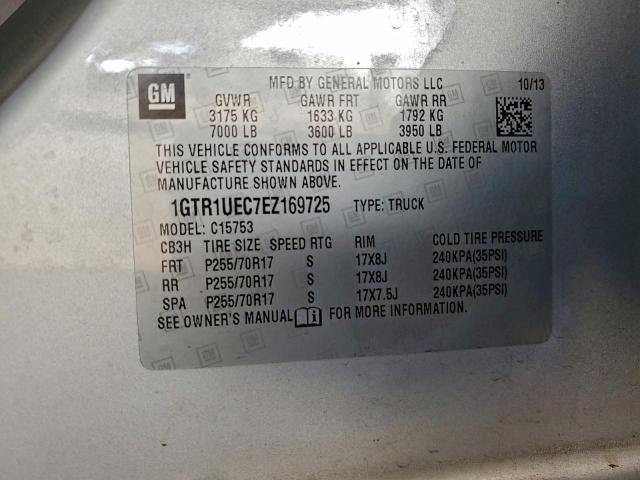 GM
MFD BY GENERAL MOTORS LLC 10/13
GVWR GAWR FRT GAWR RR
3175 KG 1633 KG 1792 KG
7000 LB 3600 LB 3950 LB
THIS VEHICLE CONFORMS TO ALL APPLICABLE U.S. FEDERAL MOTOR
VEHICLE SAFETY STANDARDS IN EFFECT ON THE DATE OF
MANUFACTURE SHOWN ABOVE.
1GTR1UEC7EZ169725 TYPE: TRUCK
MODEL: C15753
CB3H TIRE SIZE SPEED RTG RIM COLD TIRE PRESSURE
FRT P255/70R17 S 17X8J 240KPA(35PSI)
RR P255/70R17 S 17X8J 240KPA(35PSI)
SPA P255/70R17 S 17X7.5J 240KPA(35PSI)
SEE OWNER'S MANUAL i FOR MORE INFORMATION.